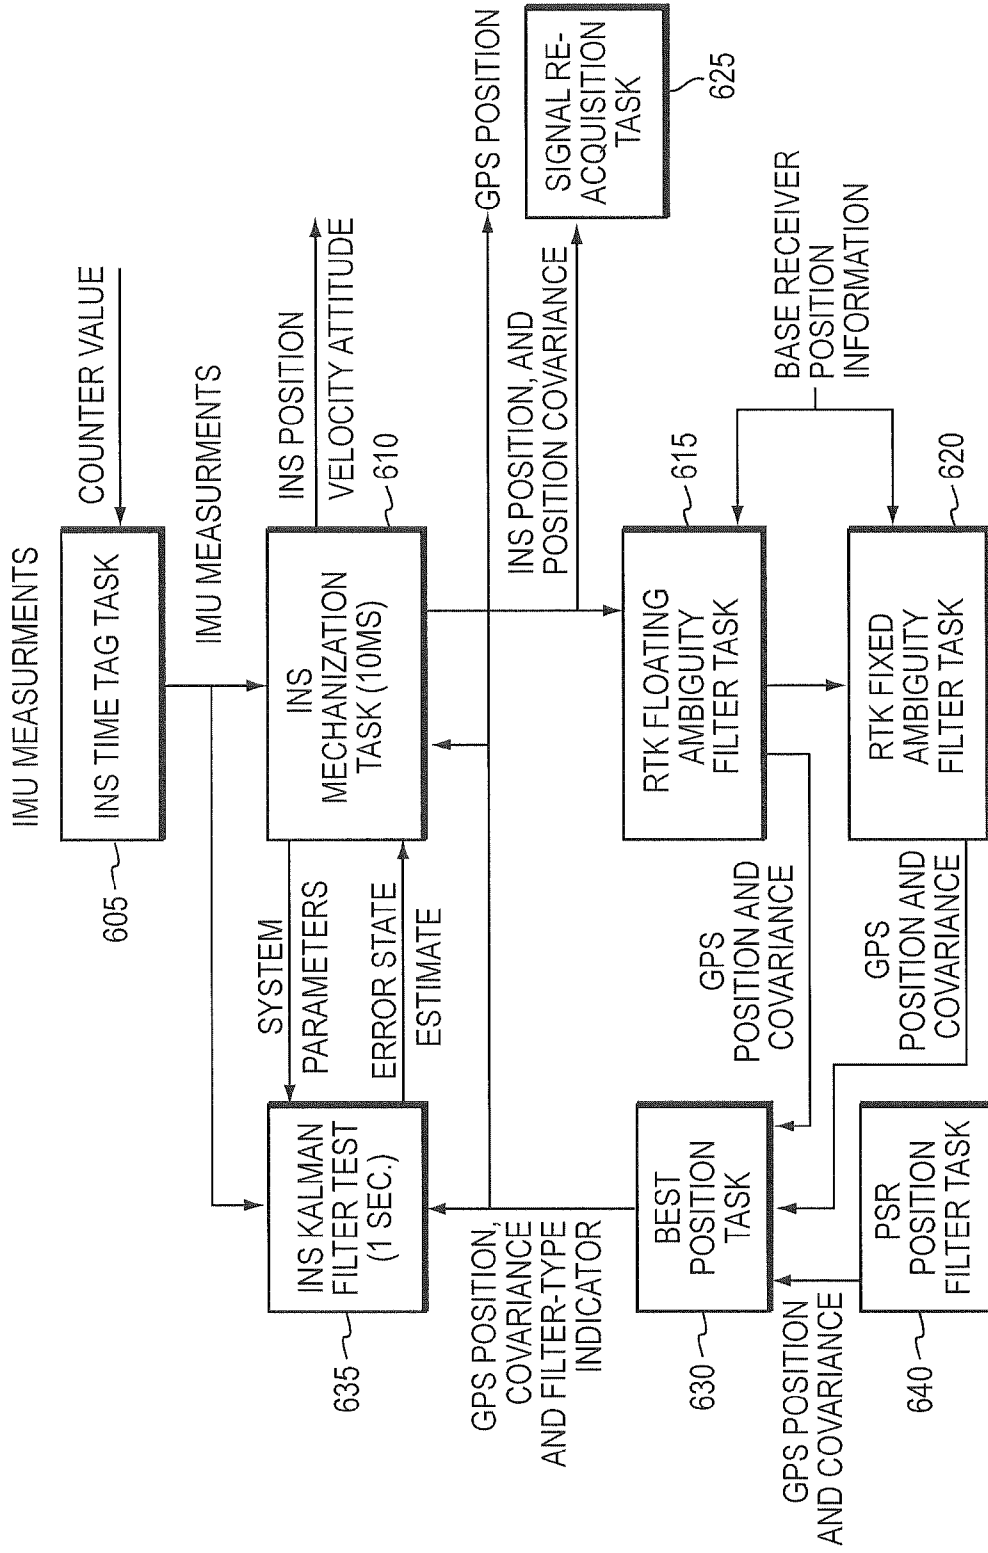 IMU MEASURMENTS
COUNTER VALUE
INS TIME TAG TASK
605
IMU MEASURMENTS
INS POSITION
VELOCITY ATTITUDE
INS
MECHANIZATION
TASK (10MS)
610
SYSTEM
PARAMETERS
ERROR STATE
ESTIMATE
INS KALMAN
FILTER TEST
(1 SEC.)
635
GPS POSITION
GPS POSITION,
COVARIANCE
AND FILTER-TYPE
INDICATOR
INS POSITION, AND
POSITION COVARIANCE
SIGNAL RE-
ACQUISITION
TASK
625
RTK FLOATING
AMBIGUITY
FILTER TASK
615
BASE RECEIVER
POSITION
INFORMATION
GPS
POSITION AND
COVARIANCE
BEST
POSITION
TASK
630
RTK FIXED
AMBIGUITY
FILTER TASK
620
GPS
POSITION AND
COVARIANCE
GPS POSITION
AND COVARIANCE
PSR
POSITION
FILTER TASK
640